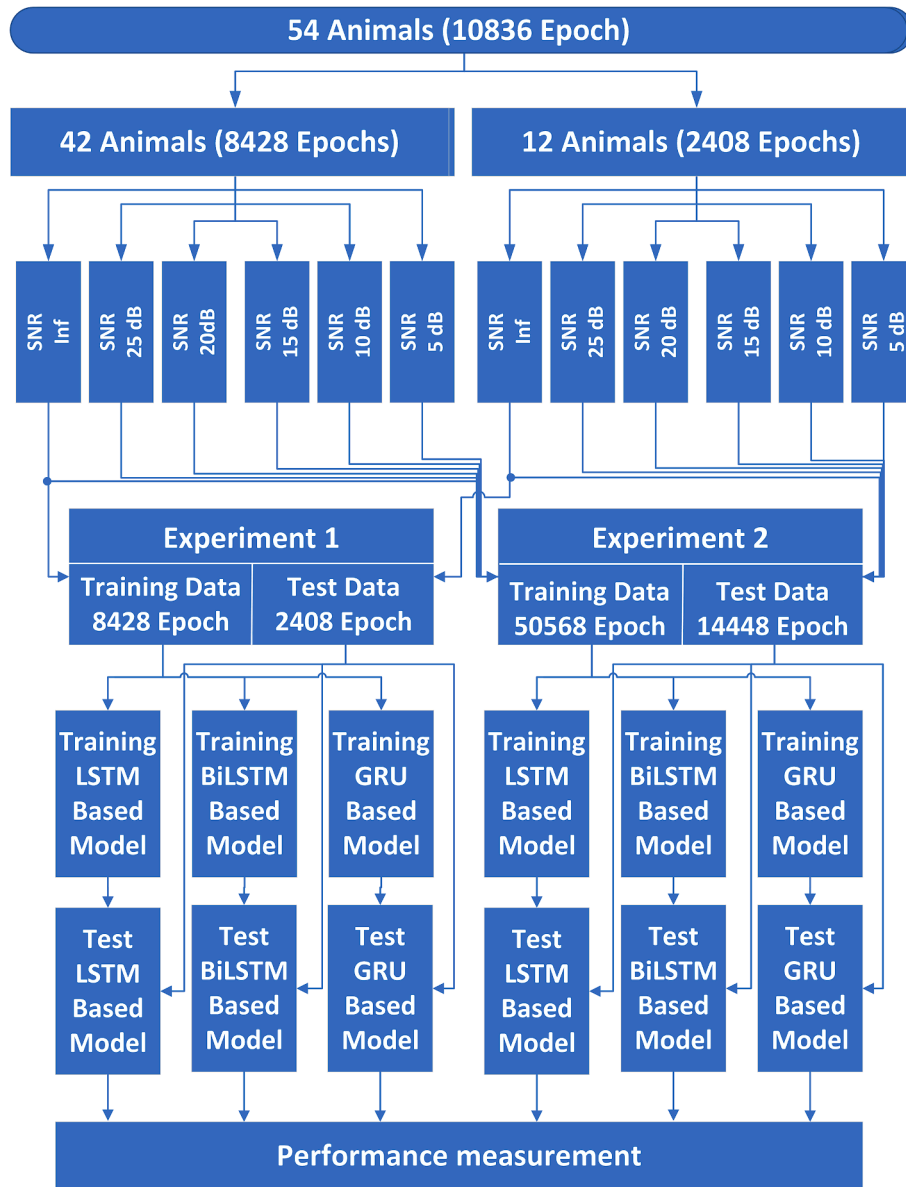 54 Animals (10836 Epoch)
42 Animals (8428 Epochs)
12 Animals (2408 Epochs)
SNR
Inf
SNR
25 dB
SNR
20dB
SNR
15 dB
SNR
10 dB
SNR
5 dB
SNR
Inf
SNR
25 dB
SNR
20 dB
SNR
15 dB
SNR
10 dB
SNR
5 dB
Experiment 1
Training Data
8428 Epoch
Test Data
2408 Epoch
Experiment 2
Training Data
50568 Epoch
Test Data
14448 Epoch
Training
LSTM
Based
Model
Training
BiLSTM
Based
Model
Training
GRU
Based
Model
Training
LSTM
Based
Model
Training
BiLSTM
Based
Model
Training
GRU
Based
Model
Test
LSTM
Based
Model
Test
BiLSTM
Based
Model
Test
GRU
Based
Model
Test
LSTM
Based
Model
Test
BiLSTM
Based
Model
Test
GRU
Based
Model
Performance measurement